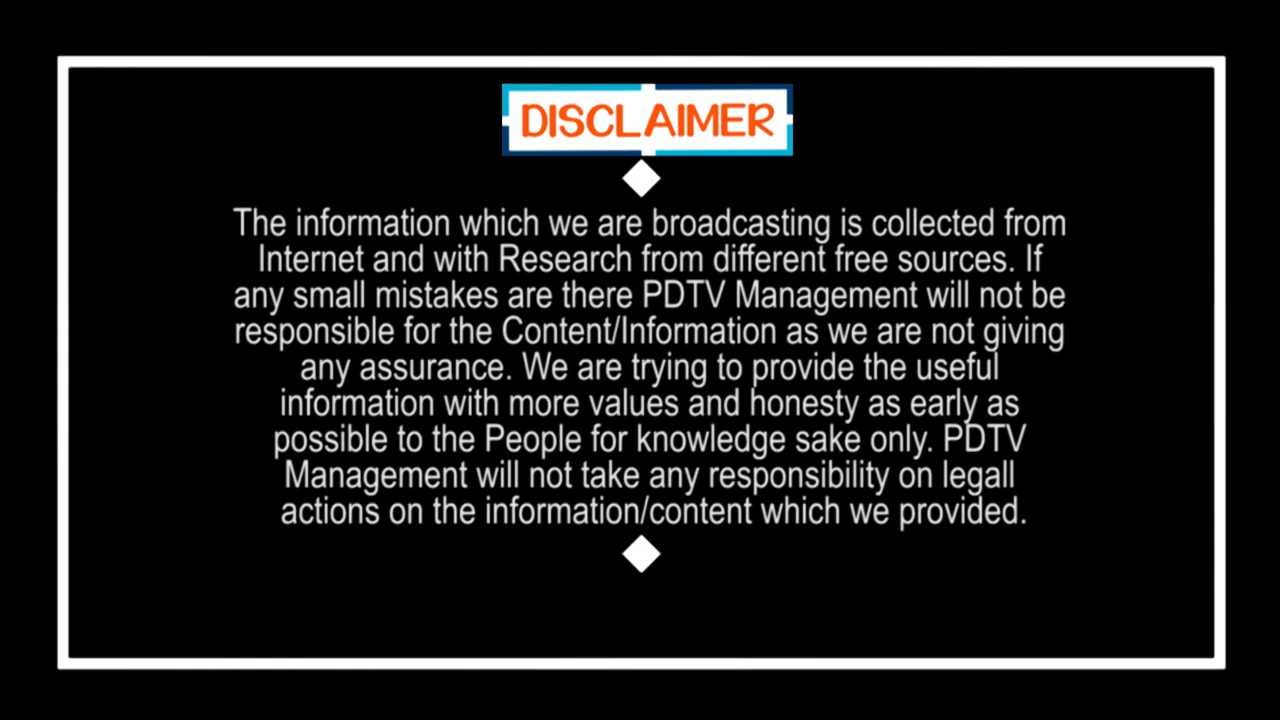 DISCLAIMER
The information which we are broadcasting is collected from
Internet and with Research from different free sources. If
any small mistakes are there PDTV Management will not be
responsible for the Content/Information as we are not giving
any assurance. We are trying to provide the useful
information with more values and honesty as early as
possible to the People for knowledge sake only. PDTV
Management will not take any responsibility on legall
actions on the information/content which we provided.